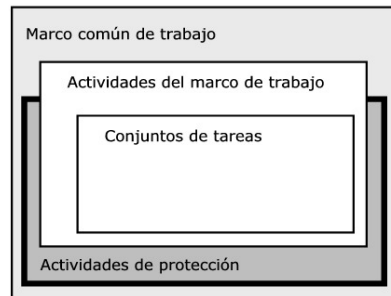 Marco común de trabajo
Actividades del marco de trabajo
Conjuntos de tareas
Actividades de protección